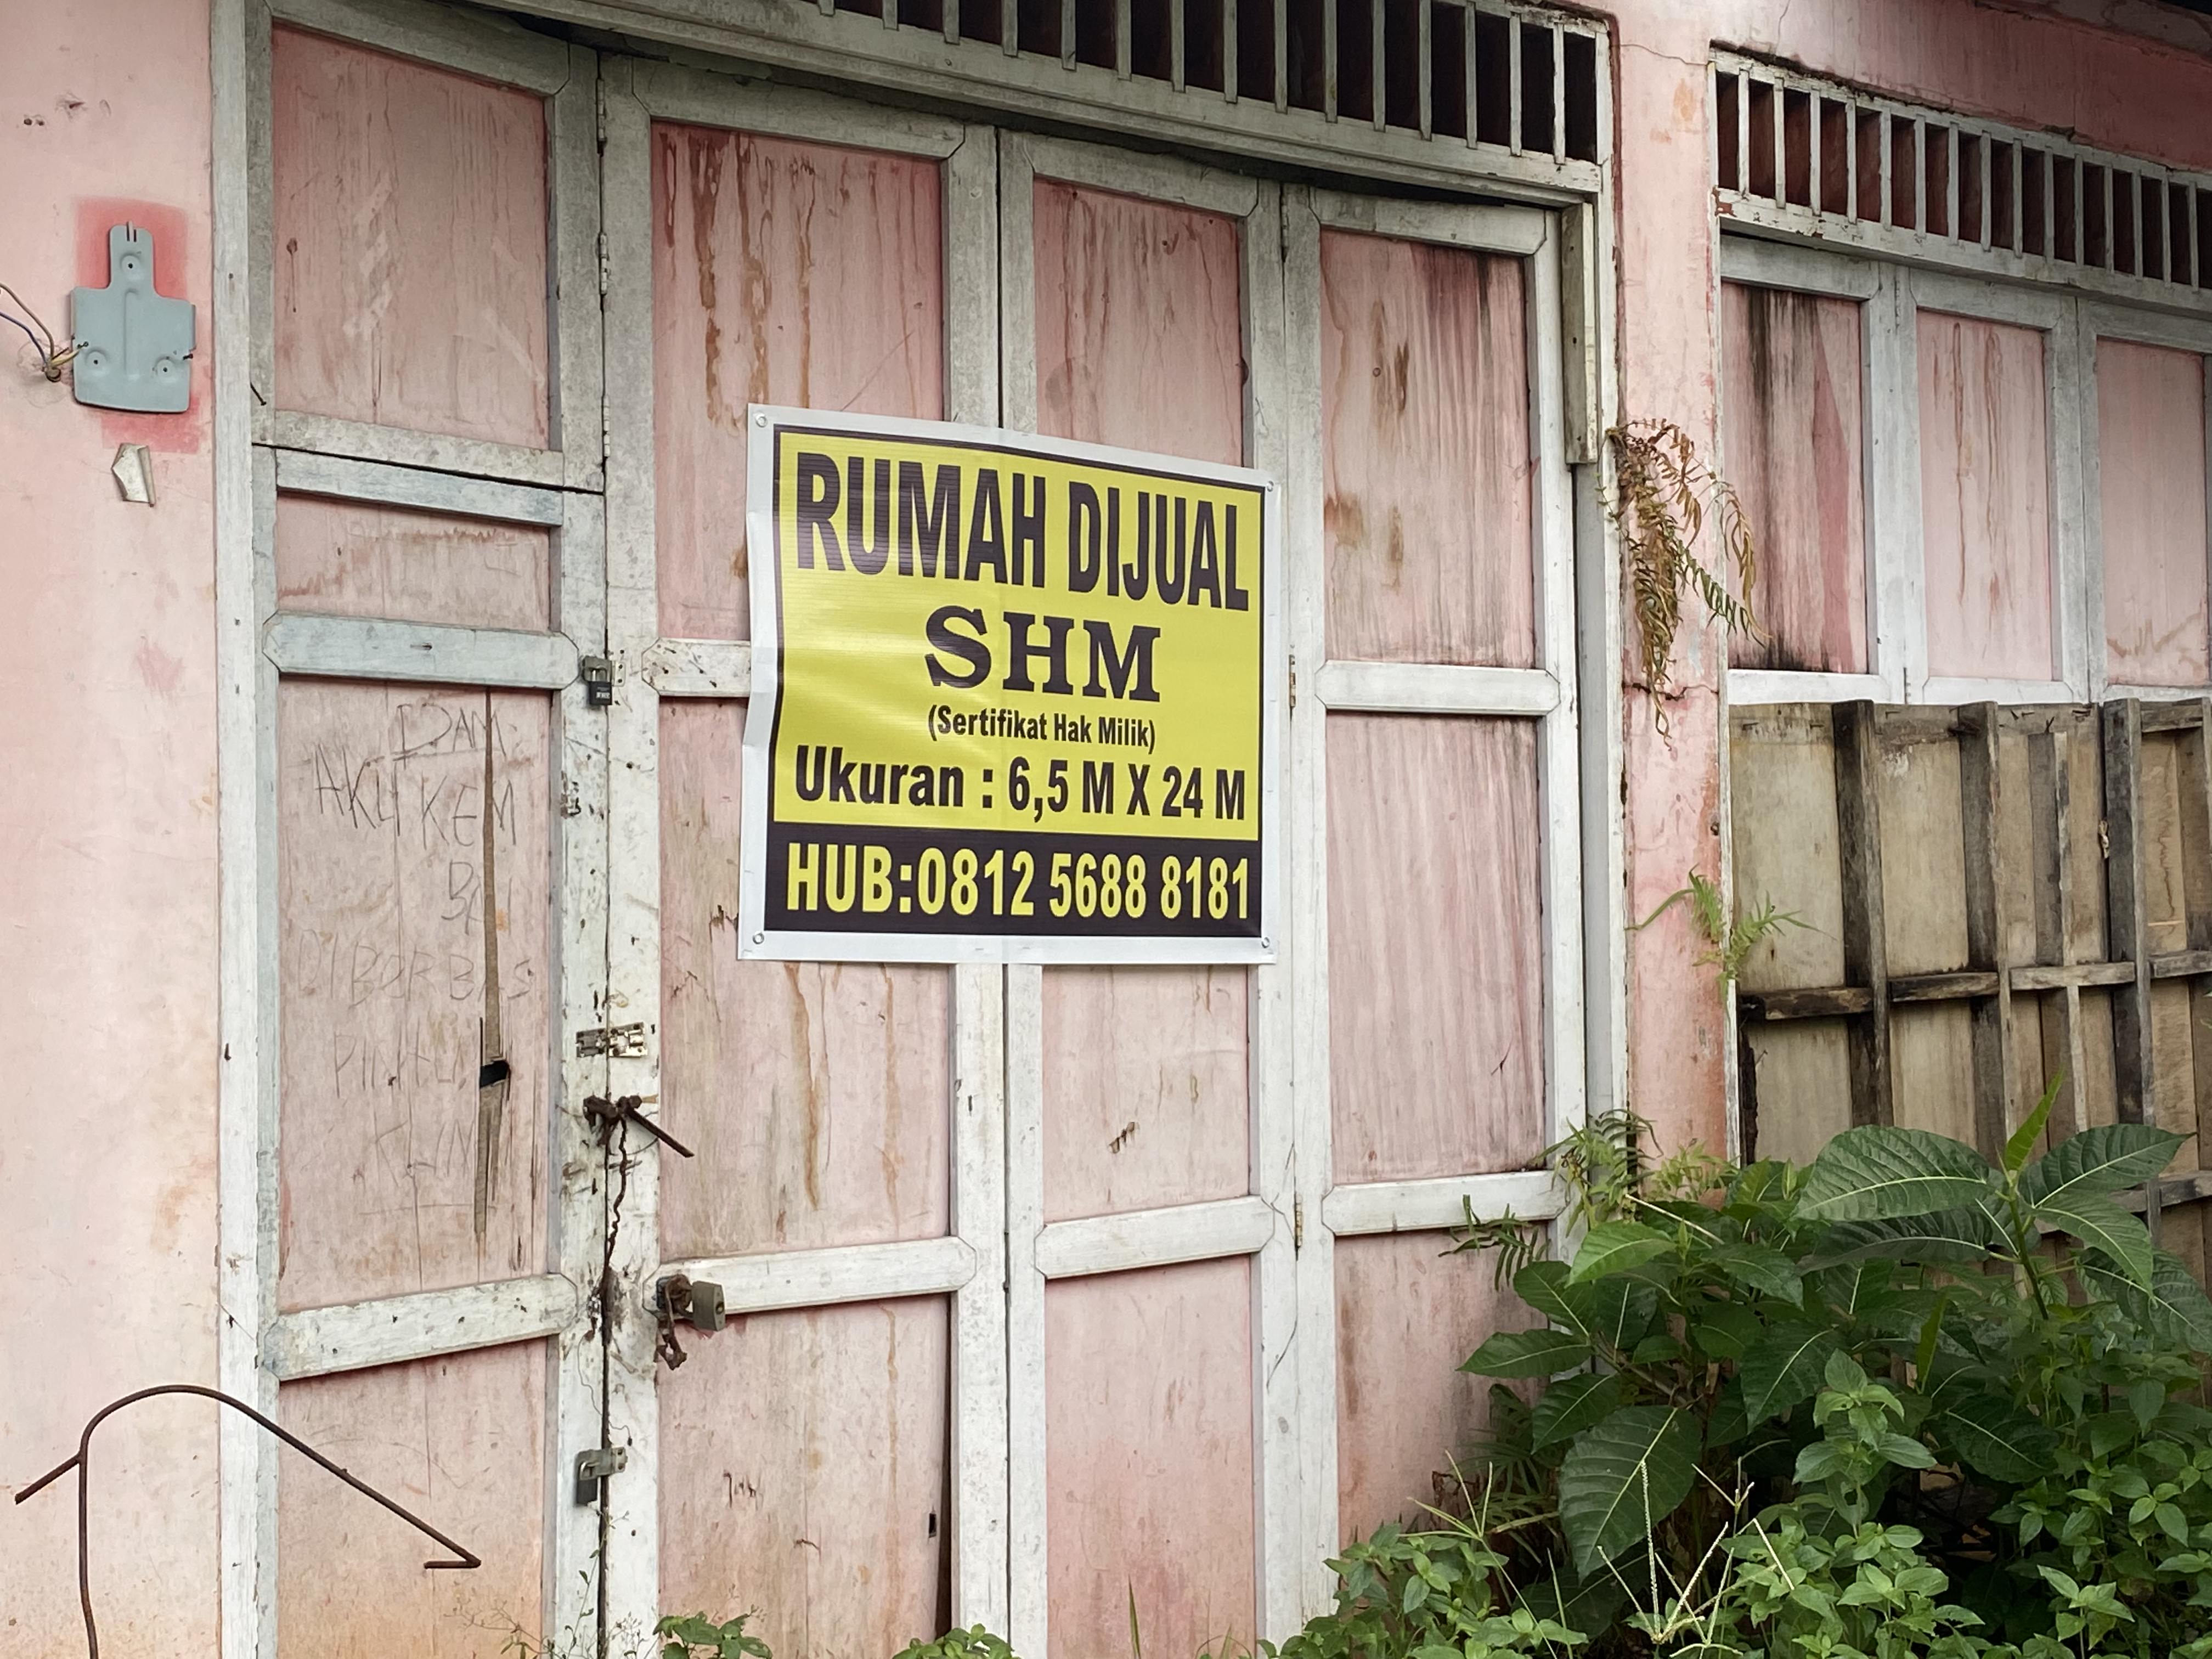 RUMAH DIJUAL
SHM
(Sertifikat Hak Milik)
Ukuran : 6,5 M X 24 M
HUB:0812 5688 8181